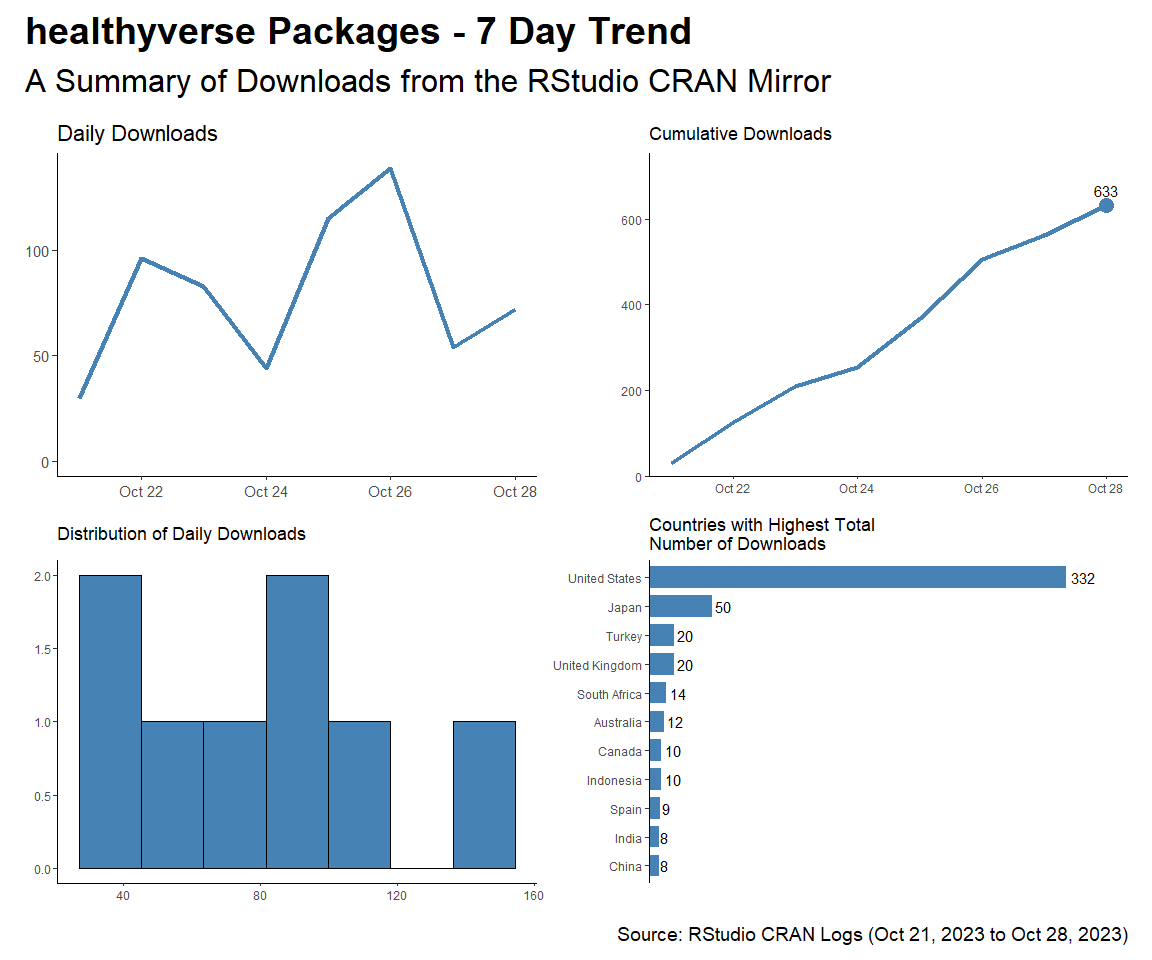 healthyverse Packages - 7 Day Trend
A Summary of Downloads from the RStudio CRAN Mirror
Daily Downloads
100
50
0
Oct 22
Oct 24
Oct 26
Oct 28
Cumulative Downloads
633
600
400
200
0
Oct 22
Oct 24
Oct 26
Oct 28
Distribution of Daily Downloads
2.0
1.5
1.0
0.5
0.0
40
80
120
160
Countries with Highest Total
Number of Downloads
United States 332
Japan 50
Turkey 20
United Kingdom 20
South Africa 14
Australia 12
Canada 10
Indonesia 10
Spain 9
India 8
China 8
Source: RStudio CRAN Logs (Oct 21, 2023 to Oct 28, 2023)